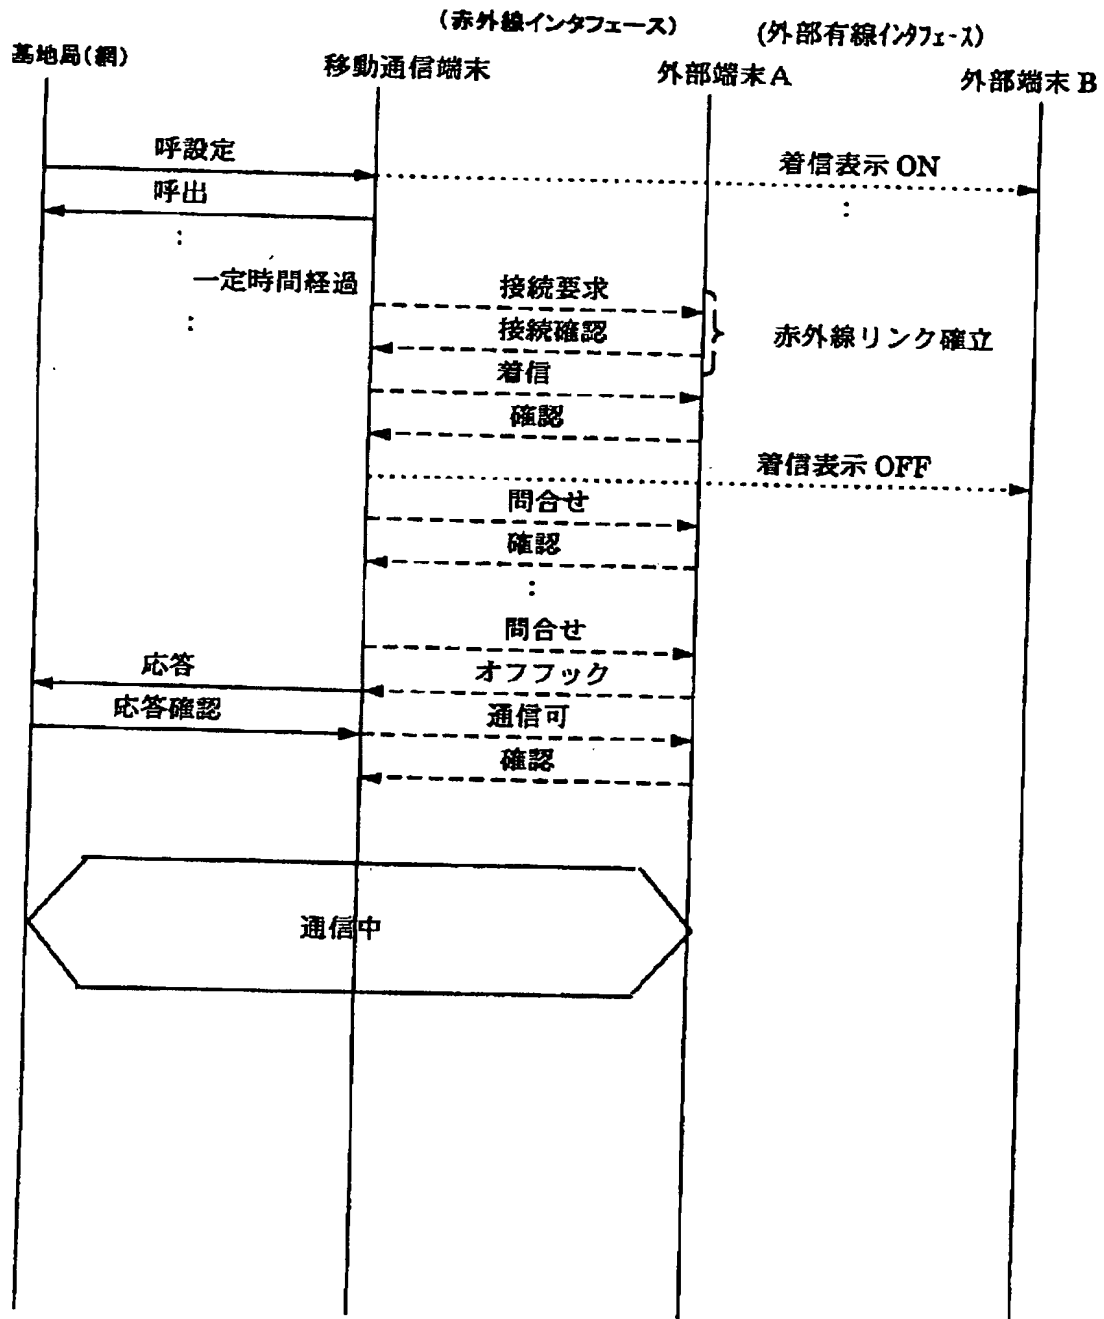 (赤外線インタフェース)
(外部有線インタフェース)
基地局(網)
移動通信端末
外部端末A
外部端末B
呼設定
着信表示 ON
呼出
:
:
一定時間経過
接続要求
:
接続確認
赤外線リンク確立
着信
確認
着信表示 OFF
問合せ
確認
:
問合せ
応答
オフフック
応答確認
通信可
確認
通信中